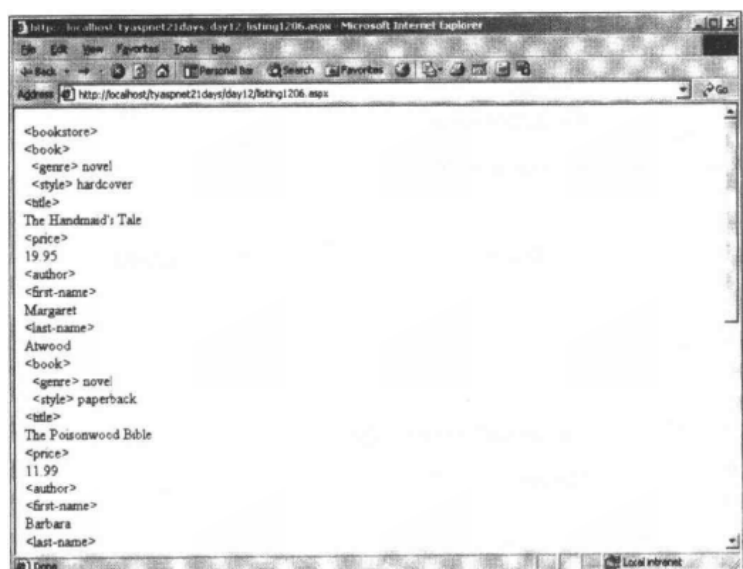 http://localhost/tyaspnet21days/day12/listing1206.aspx - Microsoft Internet Explorer
File Edit View Favorites Tools Help
Back Personal Bar Search Favorites
Address http://localhost/tyaspnet21days/day12/listing1206.aspx Go
<bookstore>
<book>
<genre> novel
<style> hardcover
<title>
The Handmaid's Tale
<price>
19.95
<author>
<first-name>
Margaret
<last-name>
Atwood
<book>
<genre> novel
<style> paperback
<title>
The Poisonwood Bible
<price>
11.99
<author>
<first-name>
Barbara
<last-name>
Done Local intranet